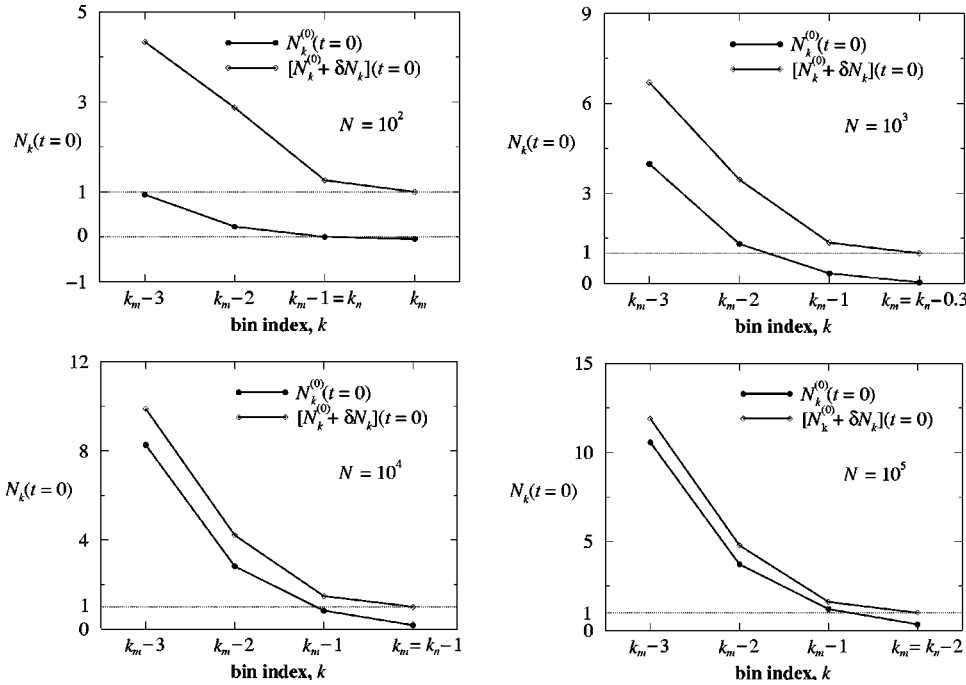 5
3
1
0
−1
N_k(t=0)
N_k^(0)(t=0)
[N_k^(0)+ δN_k](t=0)
N = 10^2
k_m−3 k_m−2 k_m−1=k_n k_m
bin index, k
9
6
3
1
0
N_k(t=0)
N_k^(0)(t=0)
[N_k^(0)+ δN_k](t=0)
N = 10^3
k_m−3 k_m−2 k_m−1 k_m= k_n−0.3
bin index, k
12
8
4
1
0
N_k(t=0)
N_k^(0)(t=0)
[N_k^(0)+ δN_k](t=0)
N = 10^4
k_m−3 k_m−2 k_m−1 k_m= k_n−1
bin index, k
15
10
5
1
0
N_k(t=0)
N_k^(0)(t=0)
[N_k^(0)+ δN_k](t=0)
N = 10^5
k_m−3 k_m−2 k_m−1 k_m= k_n−2
bin index, k